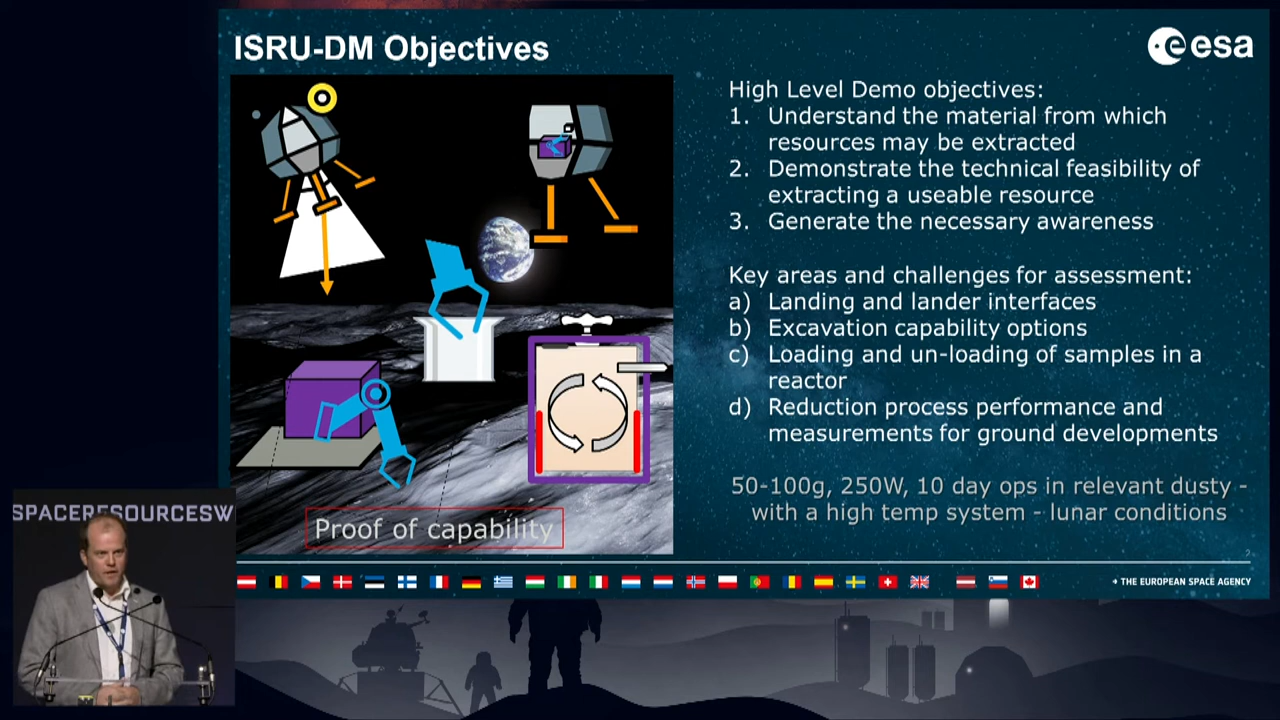 ISRU-DM Objectives
esa
High Level Demo objectives:
1. Understand the material from which
resources may be extracted
2. Demonstrate the technical feasibility of
extracting a useable resource
3. Generate the necessary awareness
Key areas and challenges for assessment:
a) Landing and lander interfaces
b) Excavation capability options
c) Loading and un-loading of samples in a
reactor
d) Reduction process performance and
measurements for ground developments
50-100g, 250W, 10 day ops in relevant dusty -
with a high temp system - lunar conditions
Proof of capability
→ THE EUROPEAN SPACE AGENCY
SPACERESOURCESW